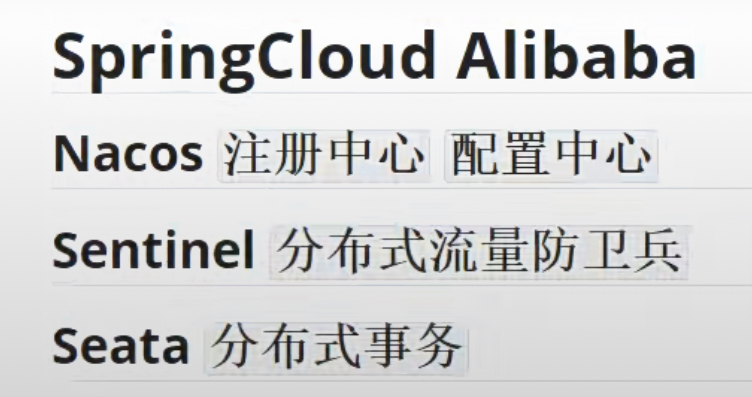 SpringCloud Alibaba
Nacos 注册中心 配置中心
Sentinel 分布式流量防卫兵
Seata 分布式事务